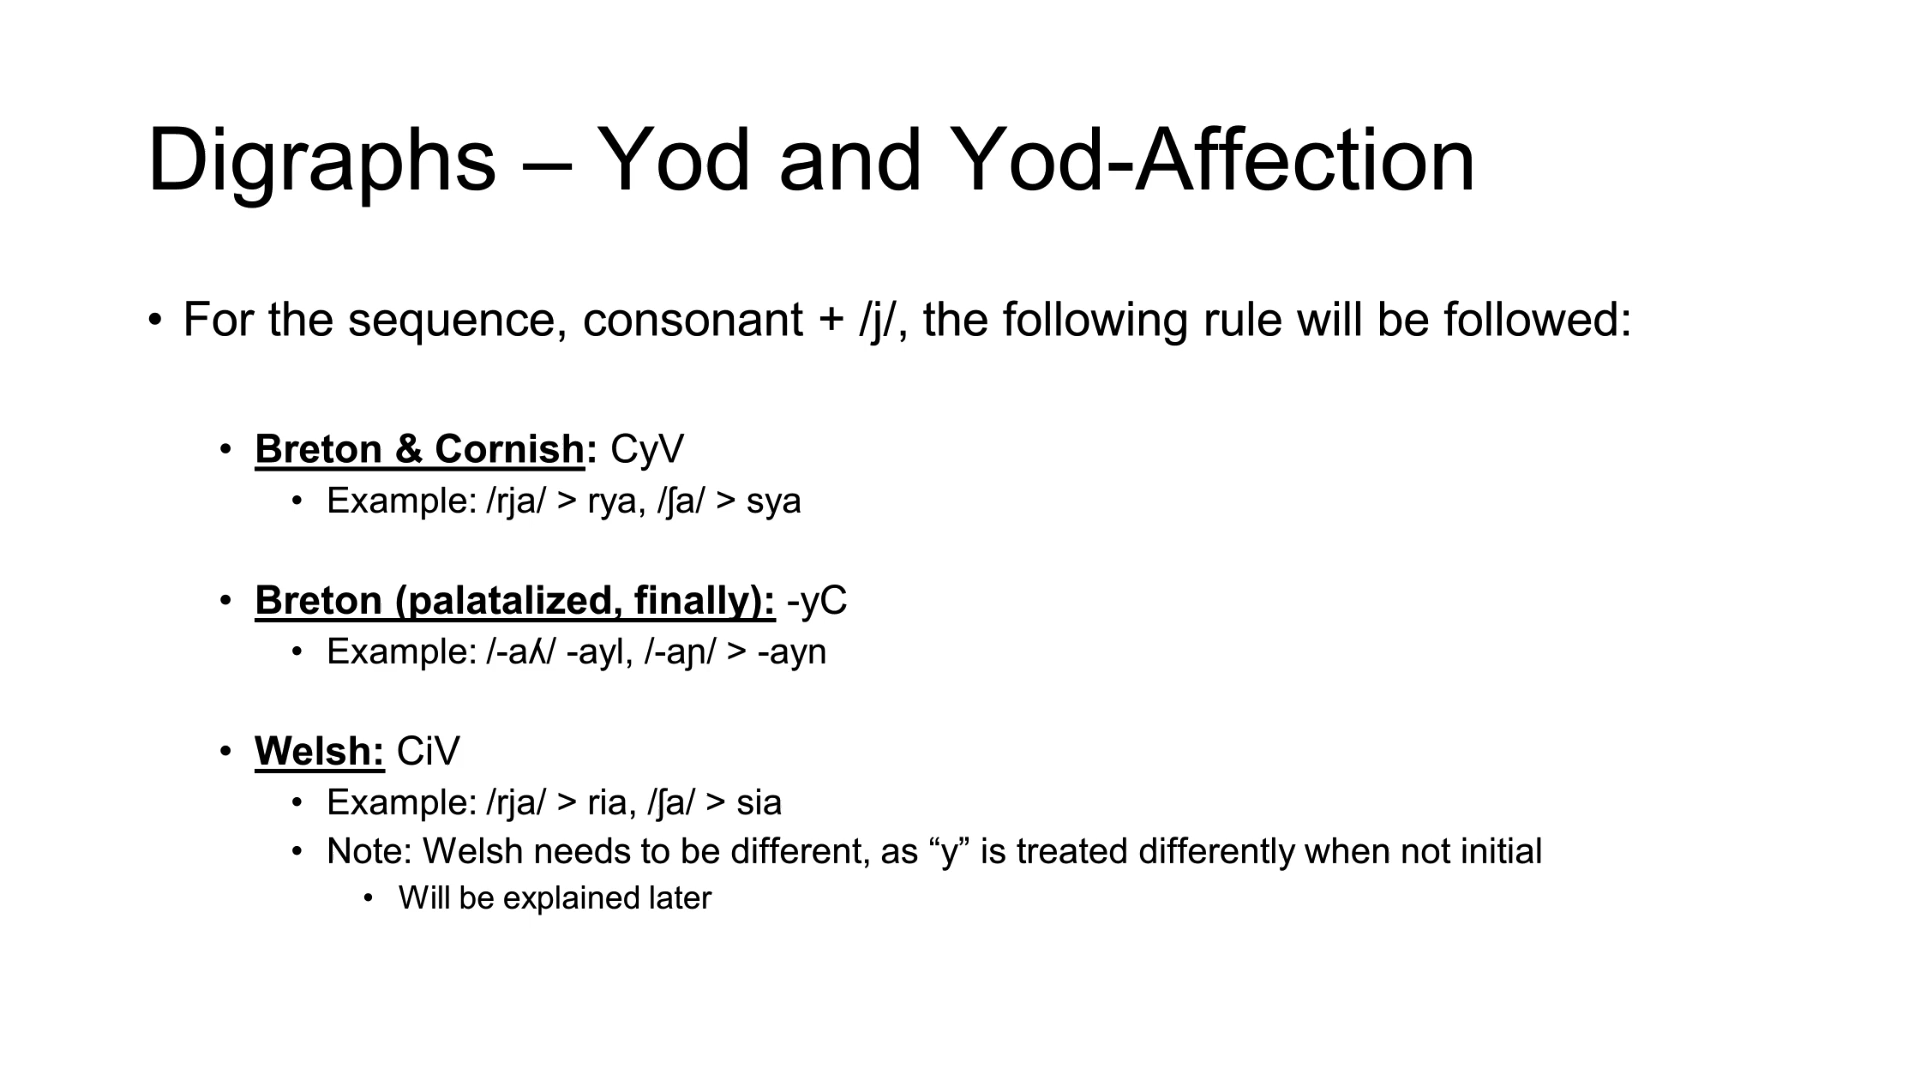 Digraphs – Yod and Yod-Affection
• For the sequence, consonant + /j/, the following rule will be followed:
• Breton & Cornish: CyV
• Example: /rja/ > rya, /ʃa/ > sya
• Breton (palatalized, finally): -yC
• Example: /-aʎ/ -ayl, /-aɲ/ > -ayn
• Welsh: CiV
• Example: /rja/ > ria, /ʃa/ > sia
• Note: Welsh needs to be different, as “y” is treated differently when not initial
• Will be explained later